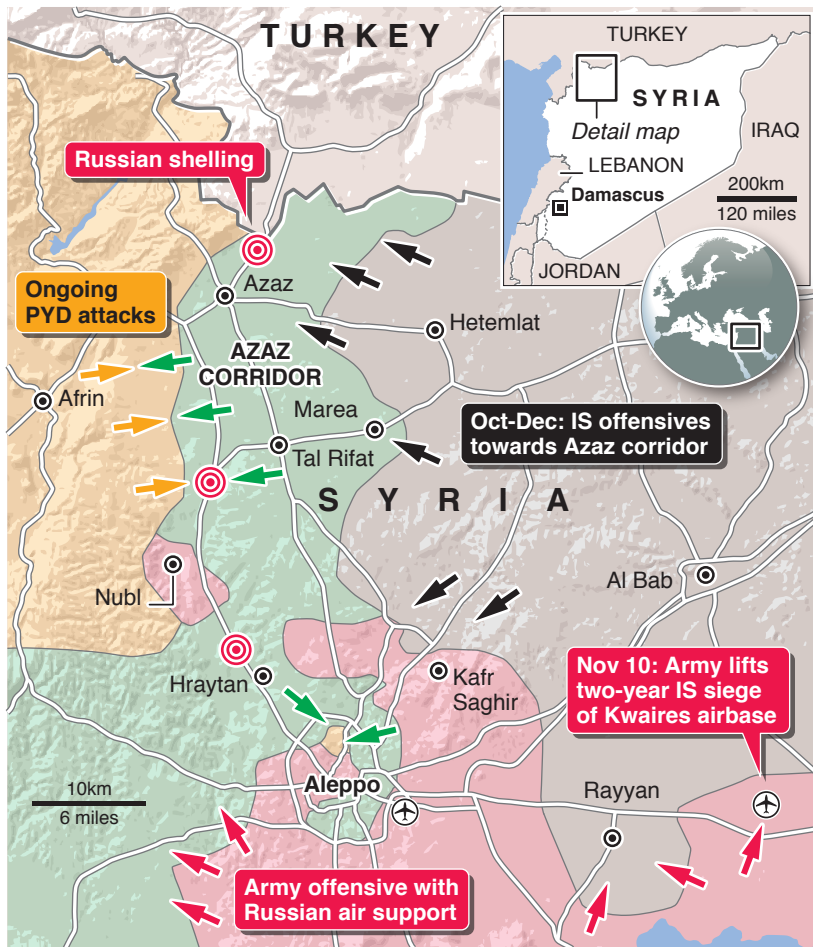 TURKEY
TURKEY
SYRIA
Detail map
IRAQ
LEBANON
Damascus
200km
120 miles
JORDAN
Russian shelling
Azaz
Ongoing
PYD attacks
Hetemlat
AZAZ
CORRIDOR
Afrin
Marea
Oct-Dec: IS offensives
towards Azaz corridor
Tal Rifat
SYRIA
Al Bab
Nubl
Hraytan
Kafr
Saghir
Nov 10: Army lifts
two-year IS siege
of Kwaires airbase
Aleppo
Rayyan
10km
6 miles
Army offensive with
Russian air support